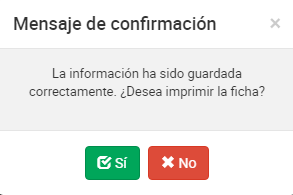 Mensaje de confirmación ×
La información ha sido guardada
correctamente. ¿Desea imprimir la ficha?
Sí No